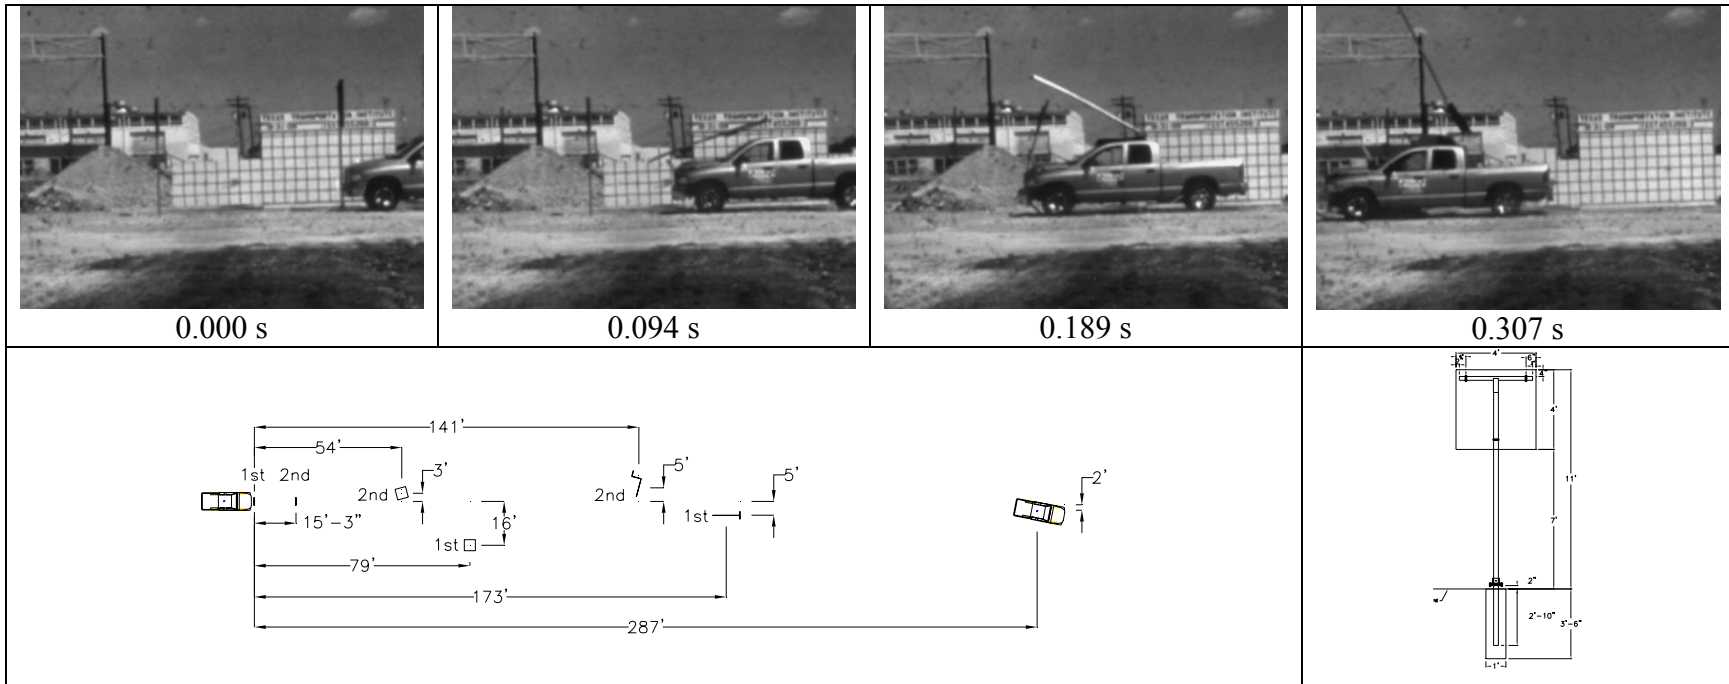 0.000 s
0.094 s
0.189 s
0.307 s
141'
54'
1st 2nd
3'
2nd
5'
2nd
5'
1st
2'
15'-3"
16'
1st
79'
173'
287'
4'
6"
4'
11'
7'
2"
2'-10"
3'-6"
1'